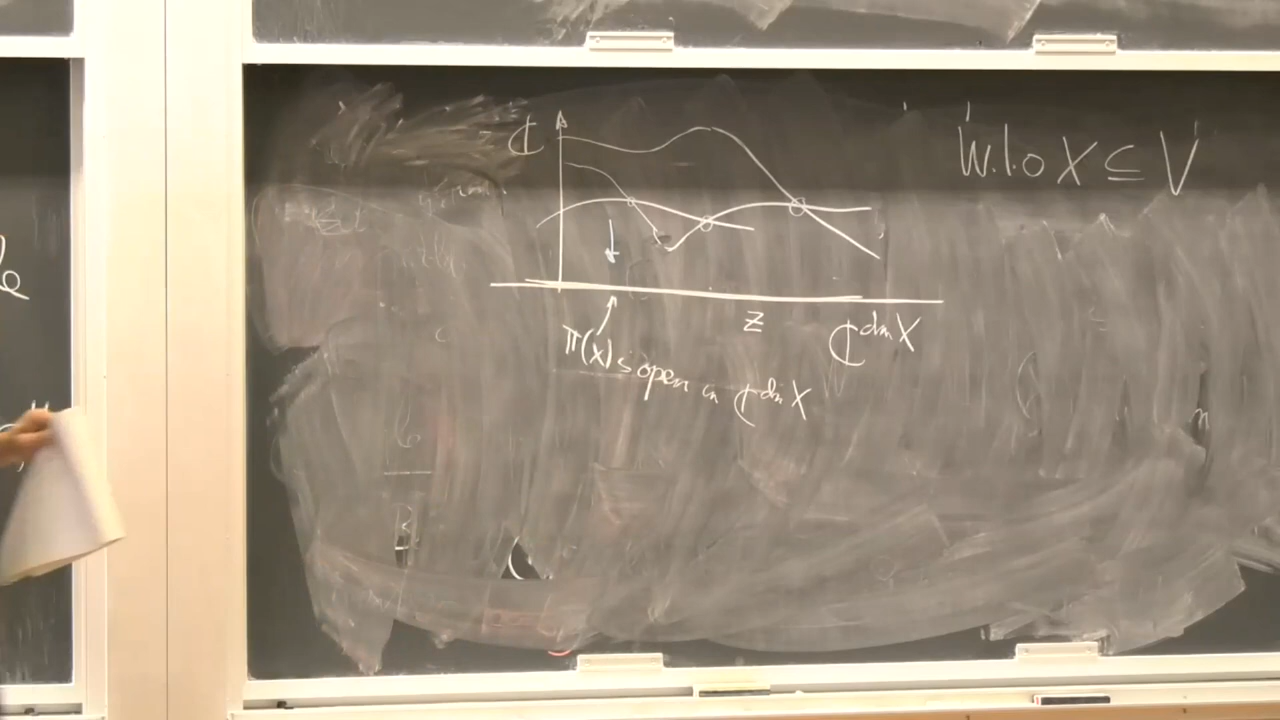 ℂ
W.l.o X ⊆ V
z
ℂ^dim X
π(X) is open in ℂ^dim X